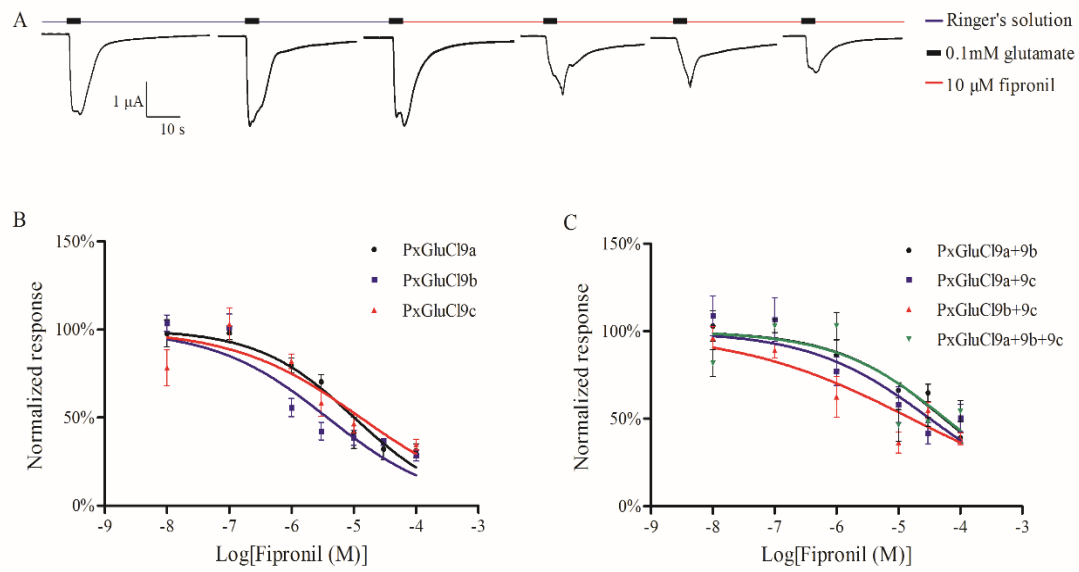 A
Ringer's solution
0.1mM glutamate
10 μM fipronil
1 μA
10 s
B
150%
100%
50%
0%
Normalized response
PxGluCl9a
PxGluCl9b
PxGluCl9c
-9 -8 -7 -6 -5 -4 -3
Log[Fipronil (M)]
C
150%
100%
50%
0%
Normalized response
PxGluCl9a+9b
PxGluCl9a+9c
PxGluCl9b+9c
PxGluCl9a+9b+9c
-9 -8 -7 -6 -5 -4 -3
Log[Fipronil (M)]